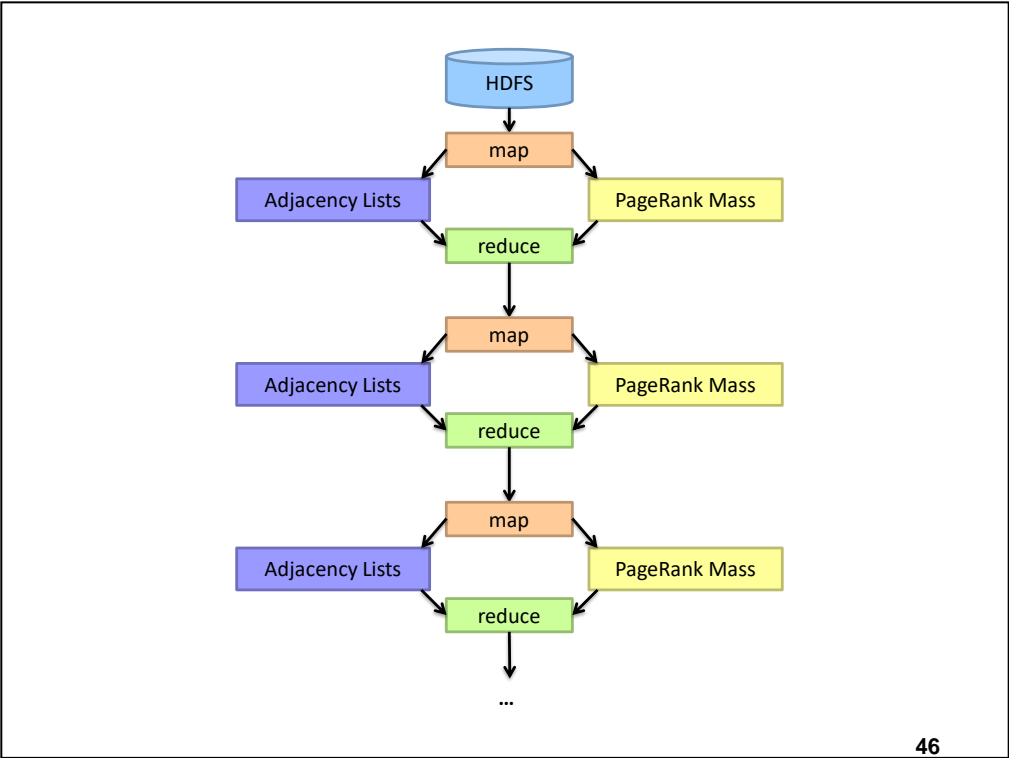 HDFS
map
Adjacency Lists
PageRank Mass
reduce
map
Adjacency Lists
PageRank Mass
reduce
map
Adjacency Lists
PageRank Mass
reduce
...
46